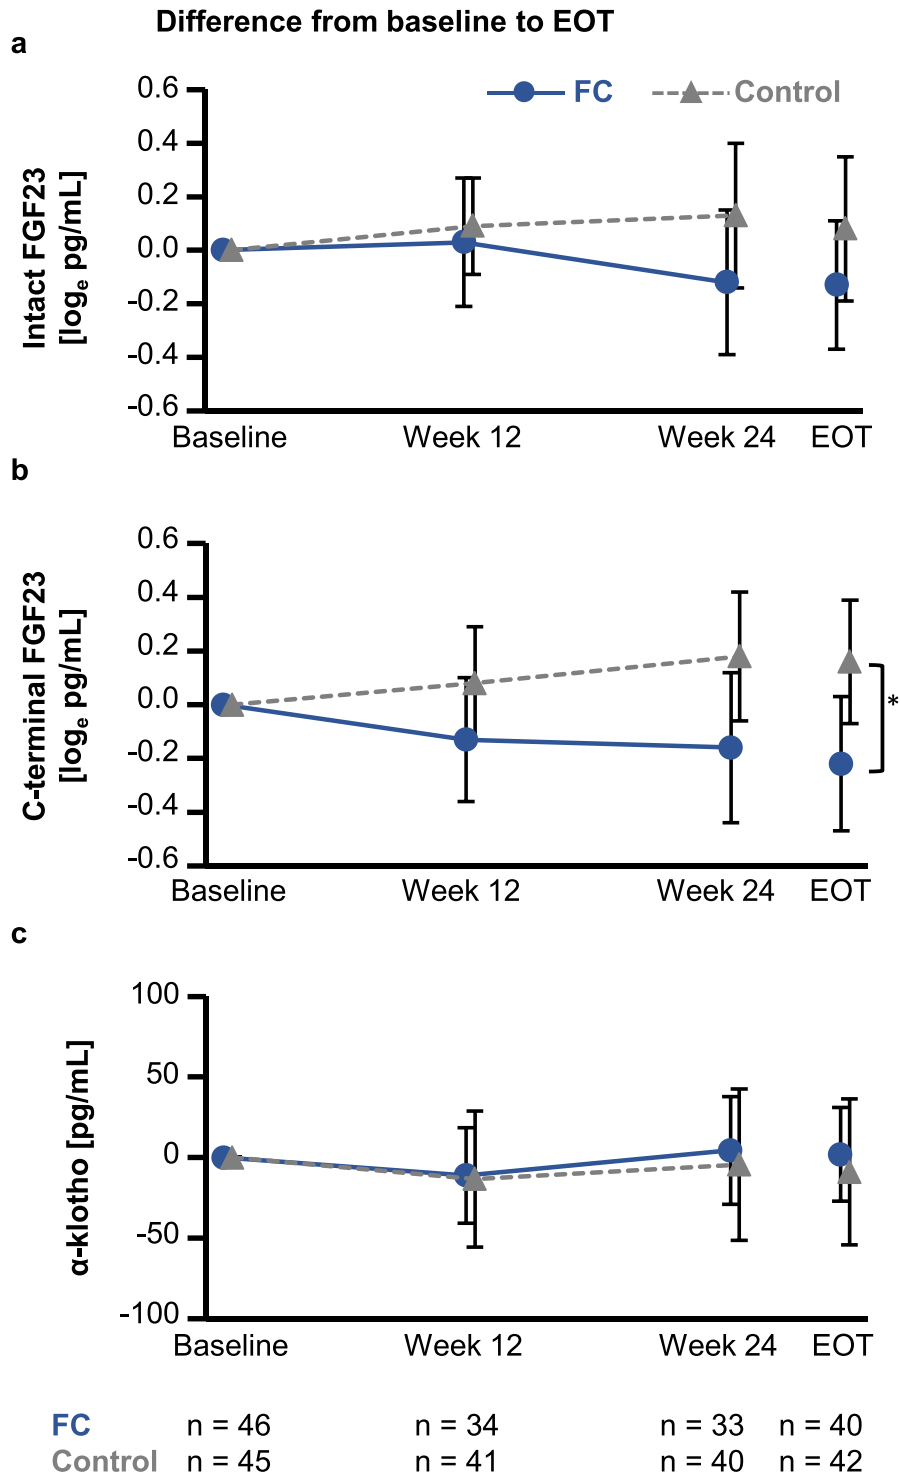 Difference from baseline to EOT
a
FC Control
Intact FGF23
[logₑ pg/mL]
0.6
0.4
0.2
0.0
-0.2
-0.4
-0.6
Baseline Week 12 Week 24 EOT
b
C-terminal FGF23
[logₑ pg/mL]
0.6
0.4
0.2
0.0
-0.2
-0.4
-0.6
*
Baseline Week 12 Week 24 EOT
c
α-klotho [pg/mL]
100
50
0
-50
-100
Baseline Week 12 Week 24 EOT
FC n = 46 n = 34 n = 33 n = 40
Control n = 45 n = 41 n = 40 n = 42